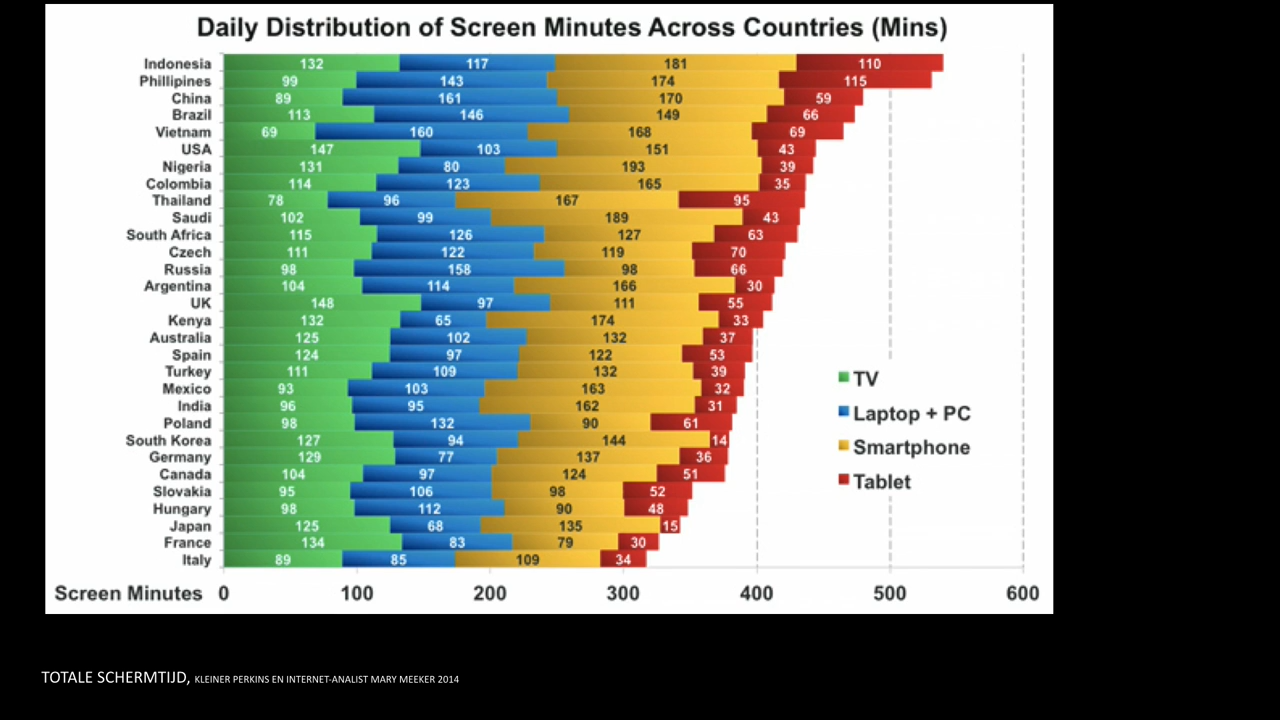 Daily Distribution of Screen Minutes Across Countries (Mins)
Indonesia 132 117 181 110
Phillipines 99 143 174 115
China 89 161 170 59
Brazil 113 146 149 66
Vietnam 69 160 168 69
USA 147 103 151 43
Nigeria 131 80 193 39
Colombia 114 123 165 35
Thailand 78 96 167 95
Saudi 102 99 189 43
South Africa 115 126 127 63
Czech 111 122 119 70
Russia 98 158 98 66
Argentina 104 114 166 30
UK 148 97 111 55
Kenya 132 65 174 33
Australia 125 102 132 37
Spain 124 97 122 53
Turkey 111 109 132 39
Mexico 93 103 163 32
India 96 95 162 31
Poland 98 132 90 61
South Korea 127 94 144 14
Germany 129 77 137 36
Canada 104 97 124 51
Slovakia 95 106 98 52
Hungary 98 112 90 48
Japan 125 68 135 15
France 134 83 79 30
Italy 89 85 109 34
TV
Laptop + PC
Smartphone
Tablet
Screen Minutes 0 100 200 300 400 500 600
TOTALE SCHERMTIJD, KLEINER PERKINS EN INTERNET-ANALIST MARY MEEKER 2014